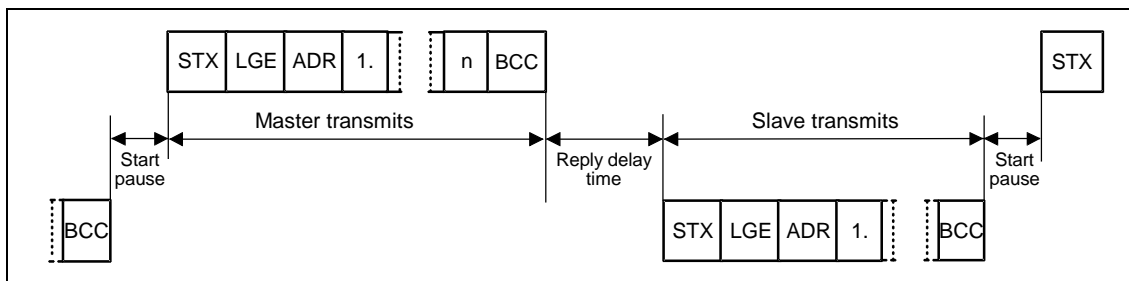 STX LGE ADR 1. n BCC
STX
Master transmits
Slave transmits
Start
pause
Reply delay
time
Start
pause
BCC
STX LGE ADR 1. BCC